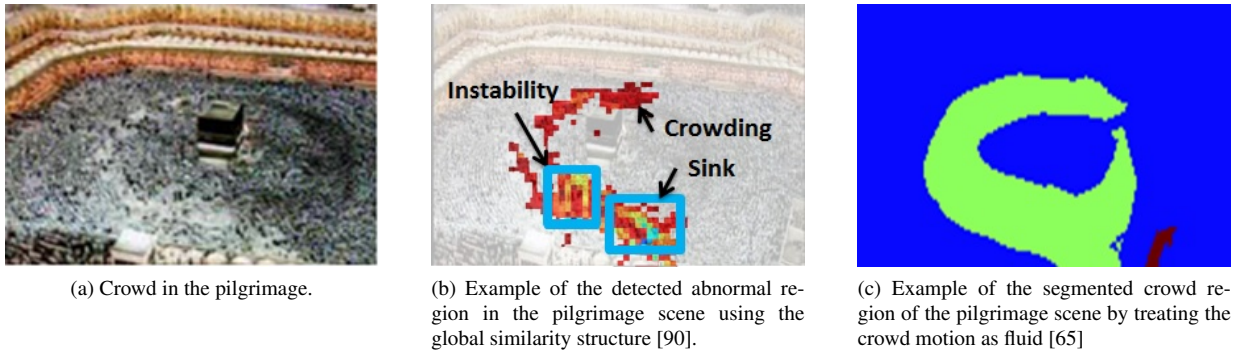 Instability
Crowding
Sink
(a) Crowd in the pilgrimage.
(b) Example of the detected abnormal re-
gion in the pilgrimage scene using the
global similarity structure [90].
(c) Example of the segmented crowd re-
gion of the pilgrimage scene by treating the
crowd motion as fluid [65]